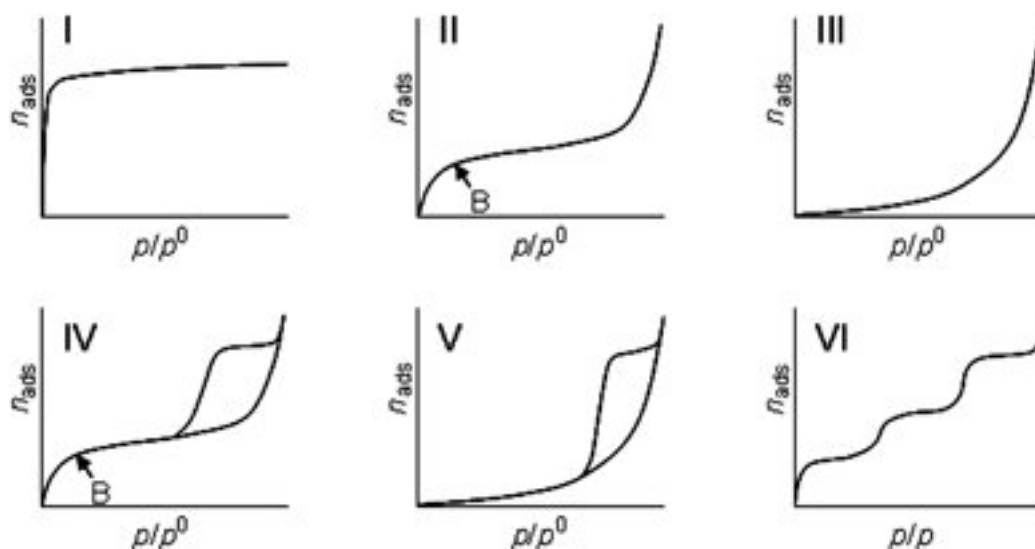 I II III
n_ads n_ads n_ads
B
p/p⁰ p/p⁰ p/p⁰
IV V VI
n_ads n_ads n_ads
B
p/p⁰ p/p⁰ p/p